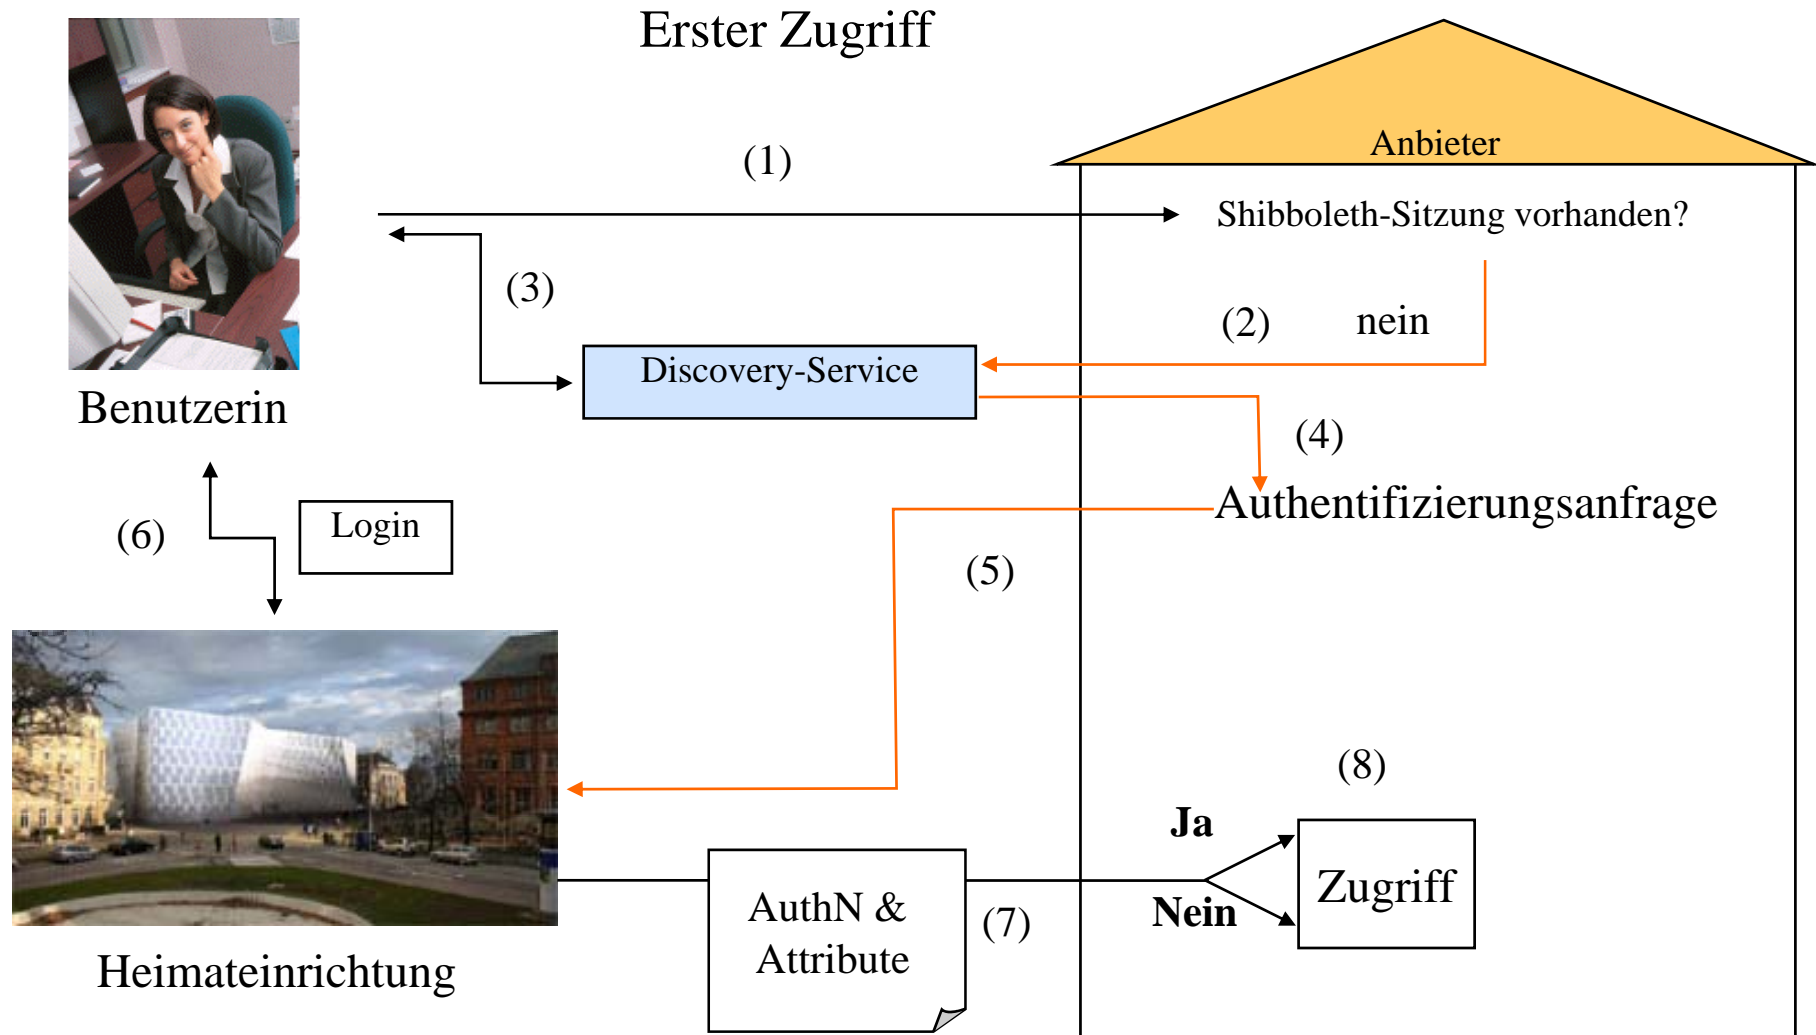 Erster Zugriff
Anbieter
(1)
Shibboleth-Sitzung vorhanden?
(3)
(2)
nein
Discovery-Service
Benutzerin
(4)
Authentifizierungsanfrage
(6)
Login
(5)
(8)
Ja
Nein
Zugriff
AuthN &
Attribute
(7)
Heimateinrichtung